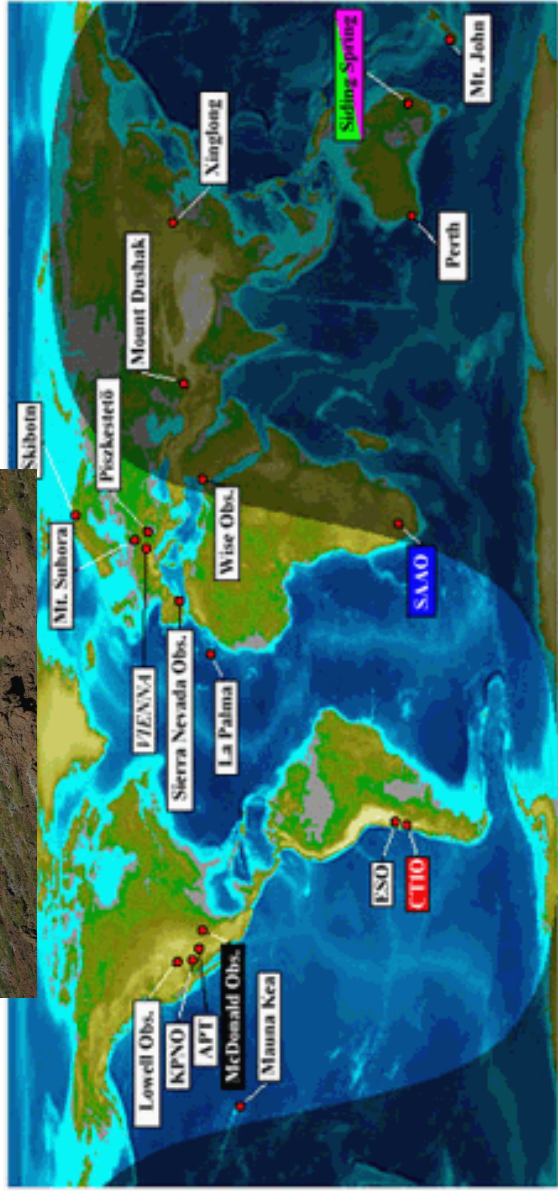 Skibotn
Mt. Suhora
Piszkestetö
VIENNA
Sierra Nevada Obs.
La Palma
Wise Obs.
Mount Dushak
Xinglong
Lowell Obs.
KPNO
APT
McDonald Obs.
Mauna Kea
ESO
CTIO
SAAO
Siding Spring
Perth
Mt. John